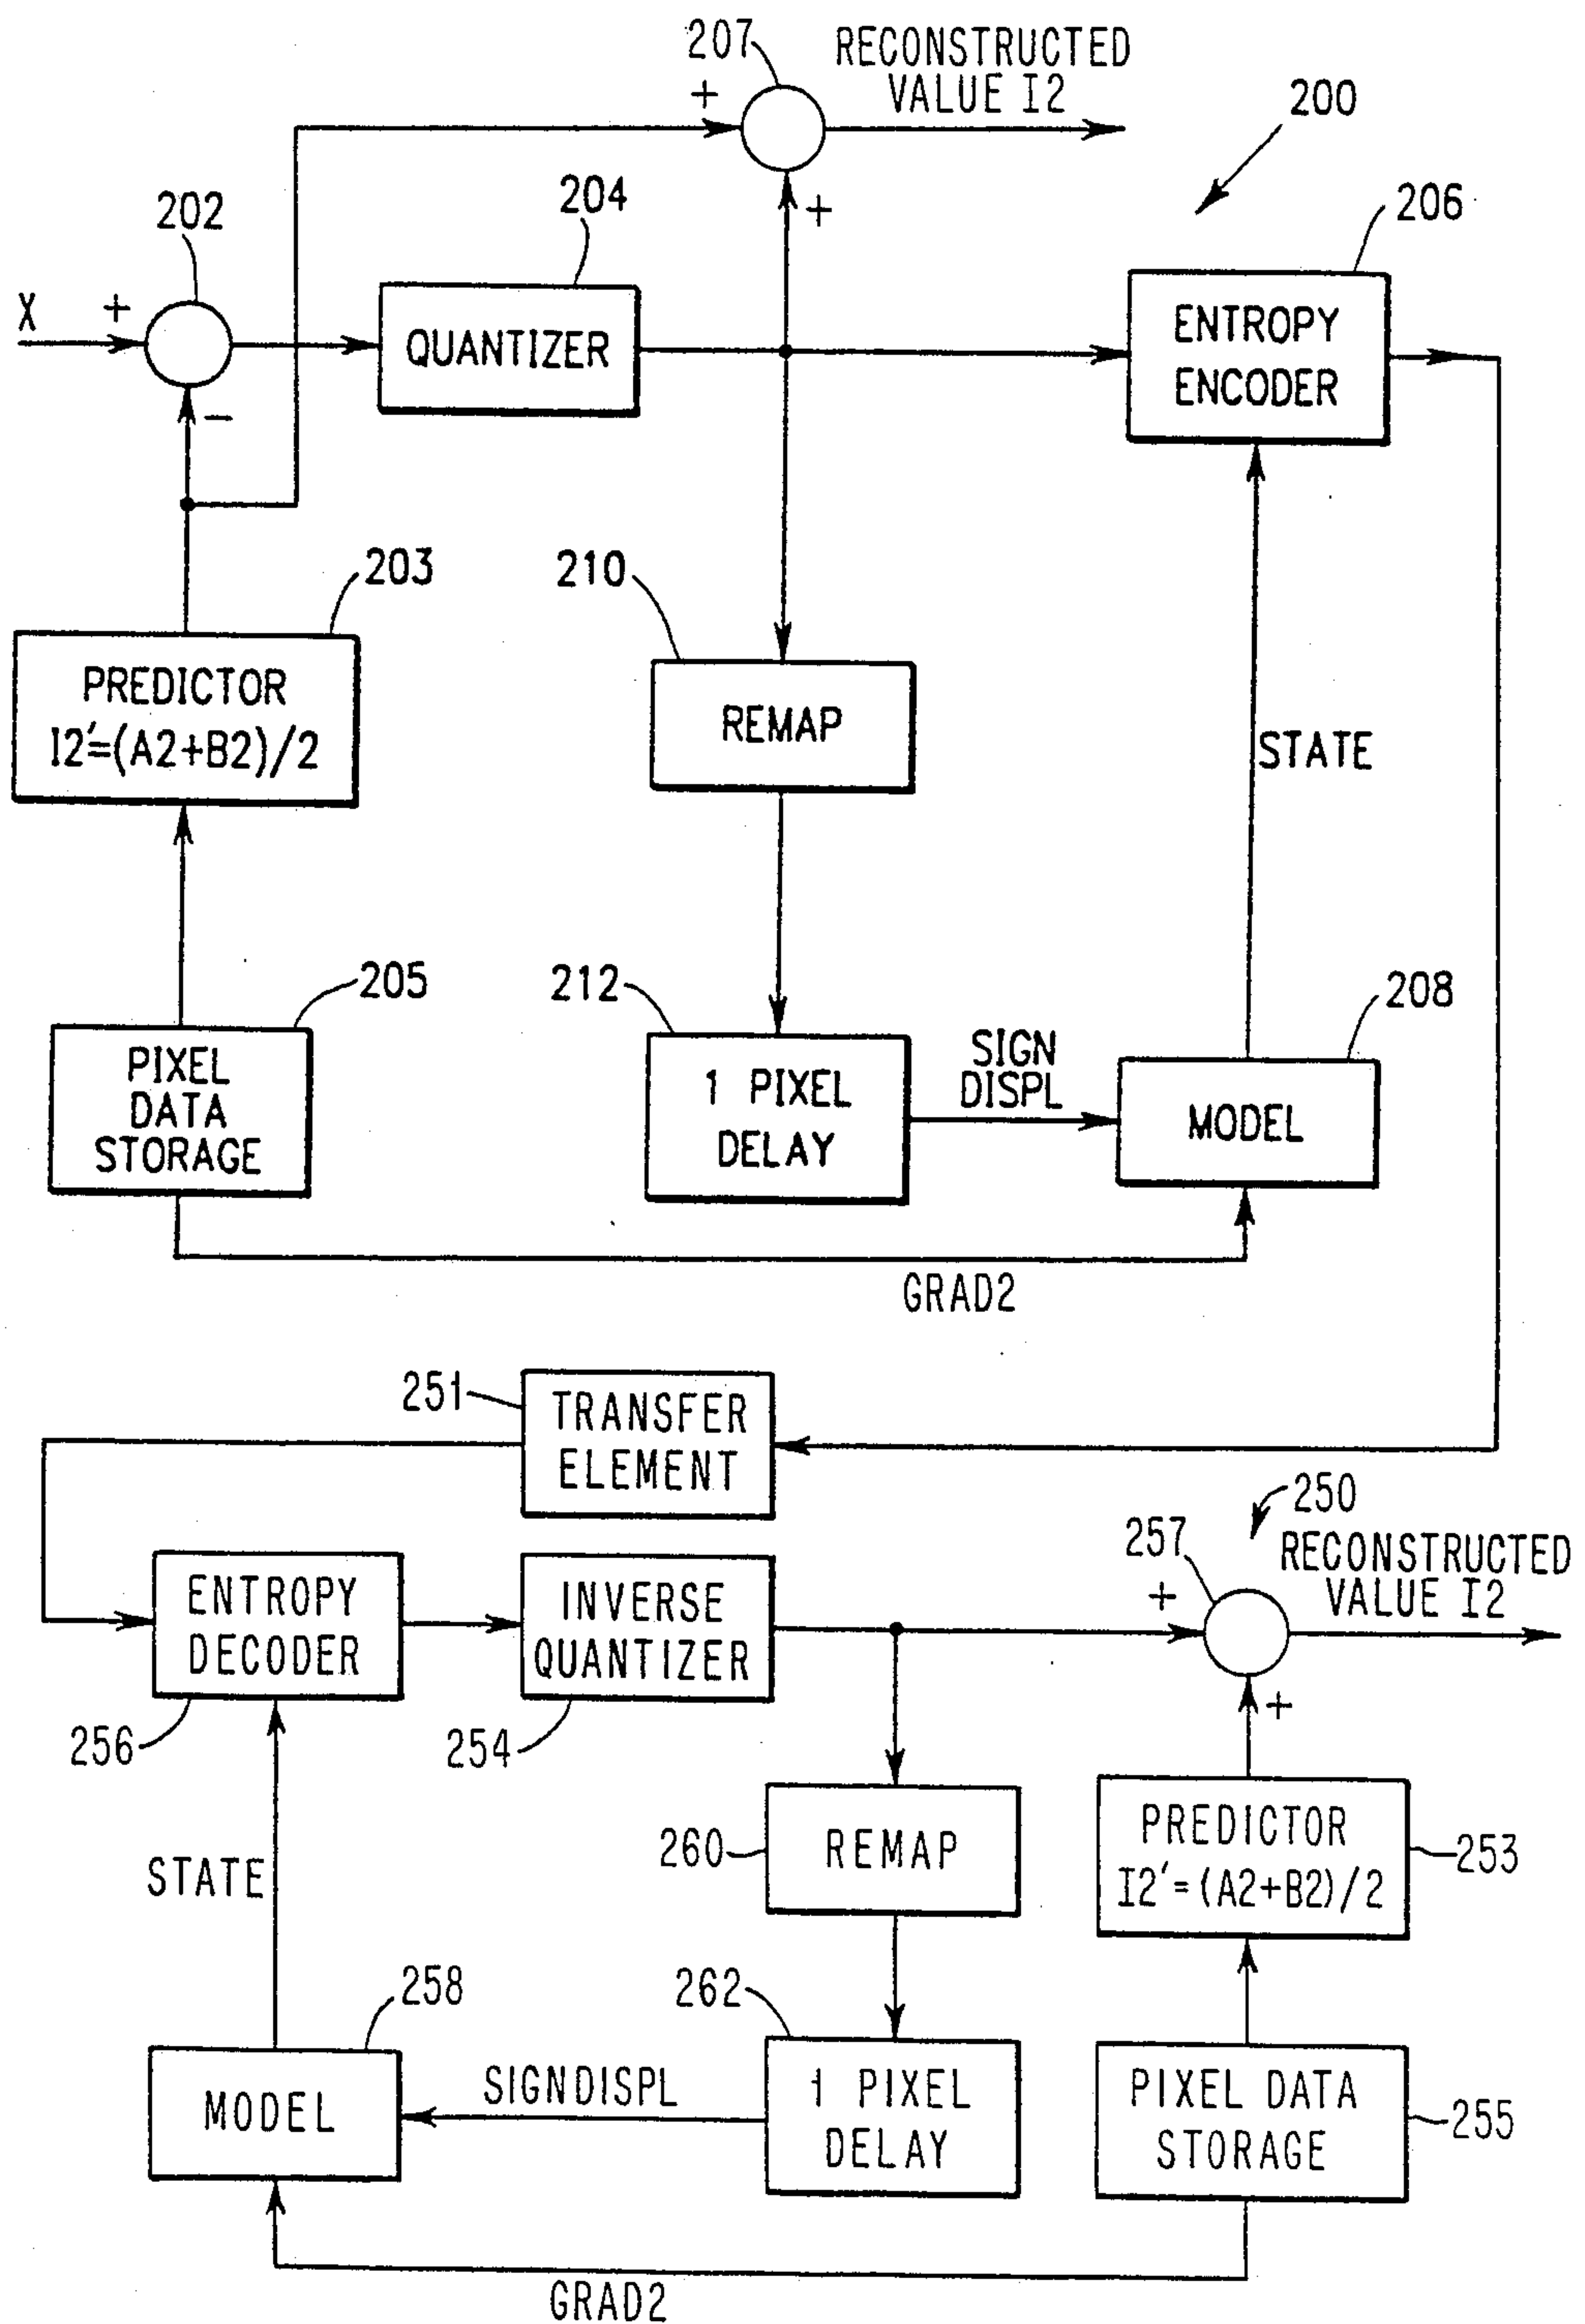 207
RECONSTRUCTED
VALUE I2
200
202
204
206
X
+
+
+
-
QUANTIZER
ENTROPY
ENCODER
203
210
PREDICTOR
I2'=(A2+B2)/2
REMAP
STATE
205
212
208
PIXEL
DATA
STORAGE
1 PIXEL
DELAY
SIGN
DISPL
MODEL
GRAD2
251
TRANSFER
ELEMENT
250
257
RECONSTRUCTED
VALUE I2
ENTROPY
DECODER
INVERSE
QUANTIZER
+
+
256
254
260
REMAP
PREDICTOR
I2'=(A2+B2)/2
253
STATE
258
262
MODEL
SIGNDISPL
1 PIXEL
DELAY
PIXEL DATA
STORAGE
255
GRAD2